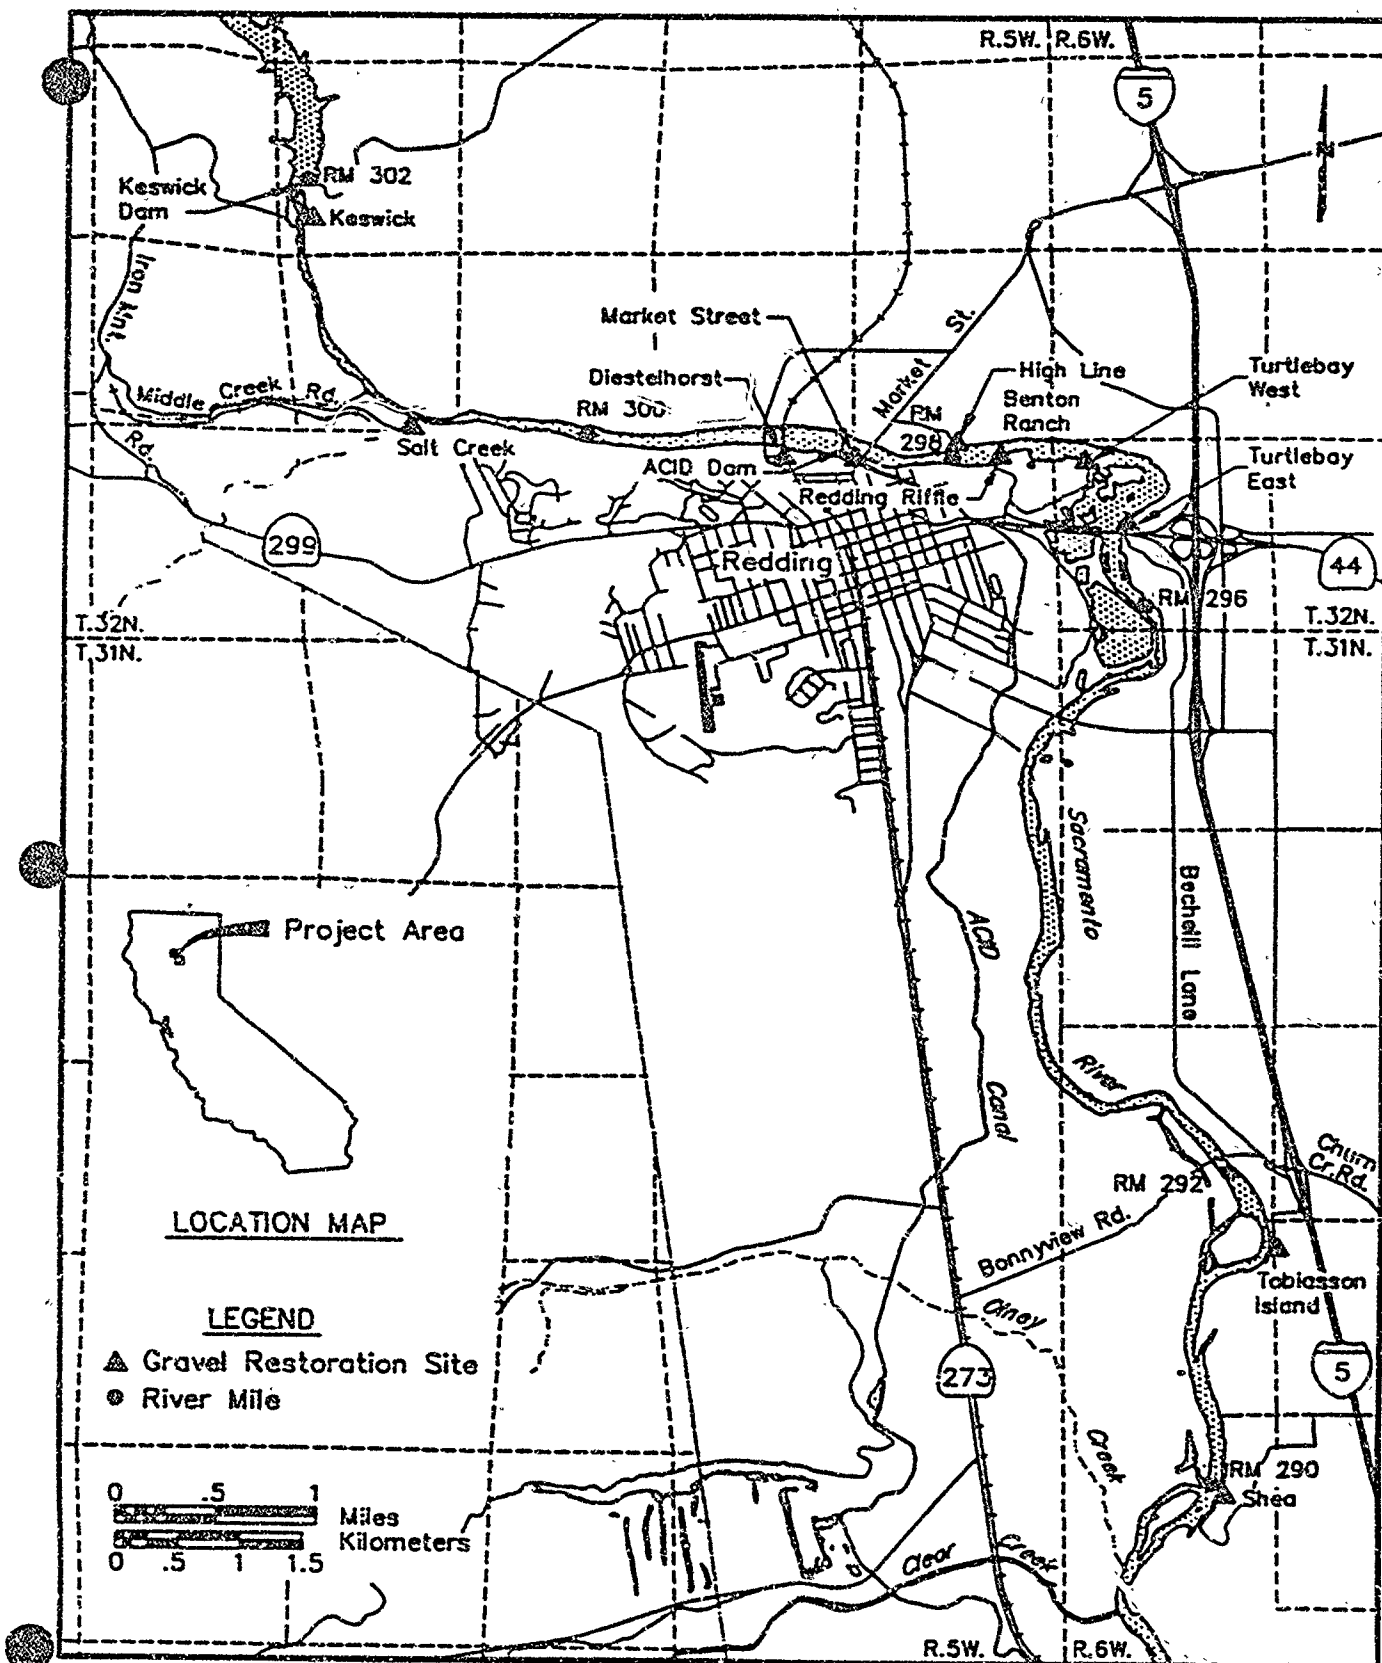 R.5W. R.6W.
5
N
RM 302
Keswick
Dam
Keswick
Iron Mnt.
Rd.
Market Street
Market St.
Diestelhorst
High Line
Turtlebay
West
Middle Creek Rd.
RM 300
RM
298
Benton
Ranch
Salt Creek
ACID Dam
Redding Riffle
Turtlebay
East
299
Redding
44
RM 296
T.32N.
T.31N.
T.32N.
T.31N.
Sacramento
River
Bechelli Lane
ACID
Canal
Project Area
Churn
Cr. Rd.
RM 292
LOCATION MAP
Bonnyview Rd.
Olney
Creek
Tobiasson
Island
LEGEND
Gravel Restoration Site
River Mile
273
5
RM 290
Shea
0 .5 1
Miles
Kilometers
0 .5 1 1.5
Clear Creek
R.5W. R.6W.